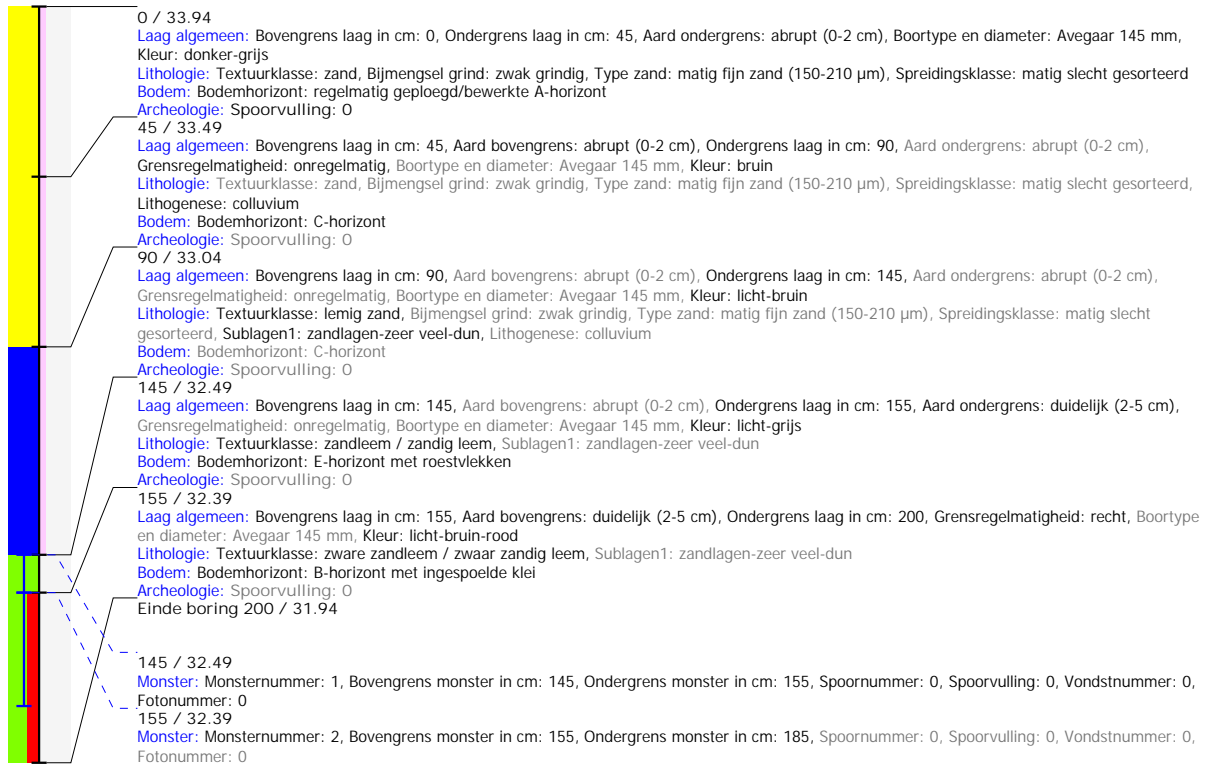 0 / 33.94
Laag algemeen: Bovengrens laag in cm: 0, Ondergrens laag in cm: 45, Aard ondergrens: abrupt (0-2 cm), Boortype en diameter: Avegaar 145 mm,
Kleur: donker-grijs
Lithologie: Textuurklasse: zand, Bijmengsel grind: zwak grindig, Type zand: matig fijn zand (150-210 µm), Spreidingsklasse: matig slecht gesorteerd
Bodem: Bodemhorizont: regelmatig geploegd/bewerkte A-horizont
Archeologie: Spoorvulling: 0
45 / 33.49
Laag algemeen: Bovengrens laag in cm: 45, Aard bovengrens: abrupt (0-2 cm), Ondergrens laag in cm: 90, Aard ondergrens: abrupt (0-2 cm),
Grensregelmatigheid: onregelmatig, Boortype en diameter: Avegaar 145 mm, Kleur: bruin
Lithologie: Textuurklasse: zand, Bijmengsel grind: zwak grindig, Type zand: matig fijn zand (150-210 µm), Spreidingsklasse: matig slecht gesorteerd,
Lithogenese: colluvium
Bodem: Bodemhorizont: C-horizont
Archeologie: Spoorvulling: 0
90 / 33.04
Laag algemeen: Bovengrens laag in cm: 90, Aard bovengrens: abrupt (0-2 cm), Ondergrens laag in cm: 145, Aard ondergrens: abrupt (0-2 cm),
Grensregelmatigheid: onregelmatig, Boortype en diameter: Avegaar 145 mm, Kleur: licht-bruin
Lithologie: Textuurklasse: lemig zand, Bijmengsel grind: zwak grindig, Type zand: matig fijn zand (150-210 µm), Spreidingsklasse: matig slecht
gesorteerd, Sublagen1: zandlagen-zeer veel-dun, Lithogenese: colluvium
Bodem: Bodemhorizont: C-horizont
Archeologie: Spoorvulling: 0
145 / 32.49
Laag algemeen: Bovengrens laag in cm: 145, Aard bovengrens: abrupt (0-2 cm), Ondergrens laag in cm: 155, Aard ondergrens: duidelijk (2-5 cm),
Grensregelmatigheid: onregelmatig, Boortype en diameter: Avegaar 145 mm, Kleur: licht-grijs
Lithologie: Textuurklasse: zandleem / zandig leem, Sublagen1: zandlagen-zeer veel-dun
Bodem: Bodemhorizont: E-horizont met roestvlekken
Archeologie: Spoorvulling: 0
155 / 32.39
Laag algemeen: Bovengrens laag in cm: 155, Aard bovengrens: duidelijk (2-5 cm), Ondergrens laag in cm: 200, Grensregelmatigheid: recht, Boortype
en diameter: Avegaar 145 mm, Kleur: licht-bruin-rood
Lithologie: Textuurklasse: zware zandleem / zwaar zandig leem, Sublagen1: zandlagen-zeer veel-dun
Bodem: Bodemhorizont: B-horizont met ingespoelde klei
Archeologie: Spoorvulling: 0
Einde boring 200 / 31.94
145 / 32.49
Monster: Monsternummer: 1, Bovengrens monster in cm: 145, Ondergrens monster in cm: 155, Spoornummer: 0, Spoorvulling: 0, Vondstnummer: 0,
Fotonummer: 0
155 / 32.39
Monster: Monsternummer: 2, Bovengrens monster in cm: 155, Ondergrens monster in cm: 185, Spoornummer: 0, Spoorvulling: 0, Vondstnummer: 0,
Fotonummer: 0